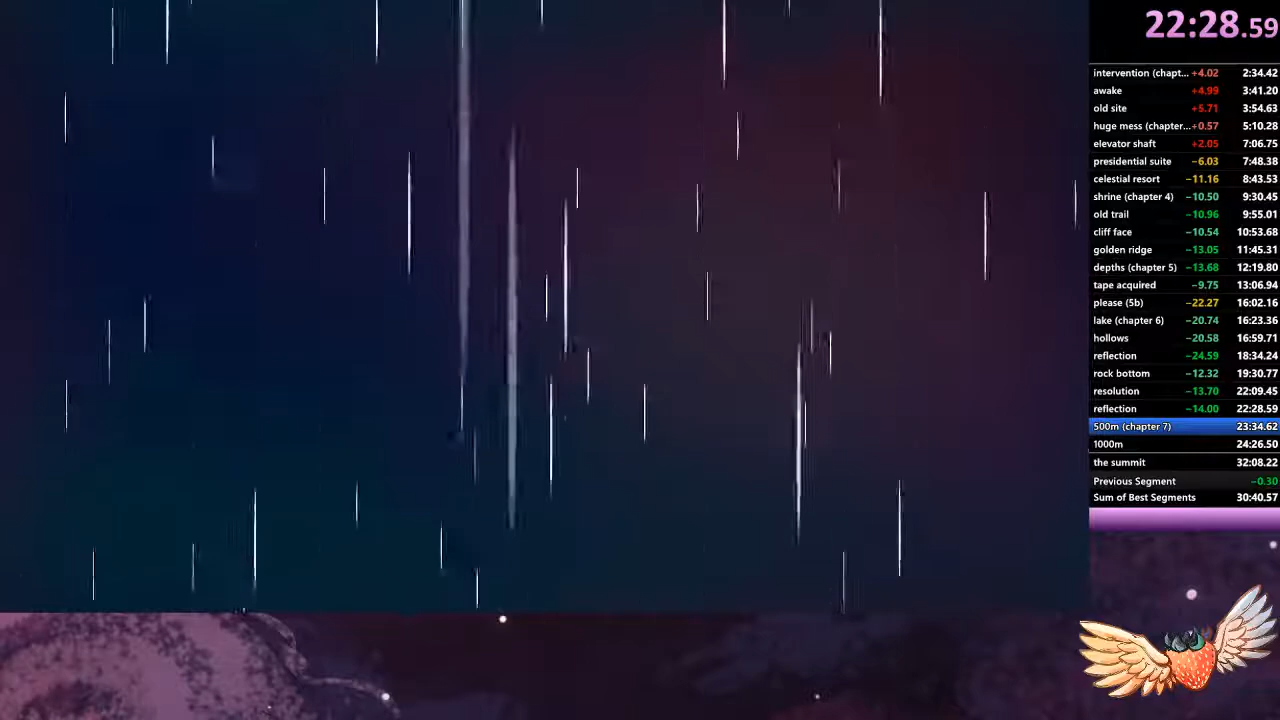 22:28.59
intervention (chapt... +4.02 2:34.42
awake +4.99 3:41.20
old site +5.71 3:54.63
huge mess (chapter... +0.57 5:10.28
elevator shaft +2.05 7:06.75
presidential suite −6.03 7:48.38
celestial resort −11.16 8:43.53
shrine (chapter 4) −10.50 9:30.45
old trail −10.96 9:55.01
cliff face −10.54 10:53.68
golden ridge −13.05 11:45.31
depths (chapter 5) −13.68 12:19.80
tape acquired −9.75 13:06.94
please (5b) −22.27 16:02.16
lake (chapter 6) −20.74 16:23.36
hollows −20.58 16:59.71
reflection −24.59 18:34.24
rock bottom −12.32 19:30.77
resolution −13.70 22:09.45
reflection −14.00 22:28.59
500m (chapter 7) 23:34.62
1000m 24:26.50
the summit 32:08.22
Previous Segment −0.30
Sum of Best Segments 30:40.57